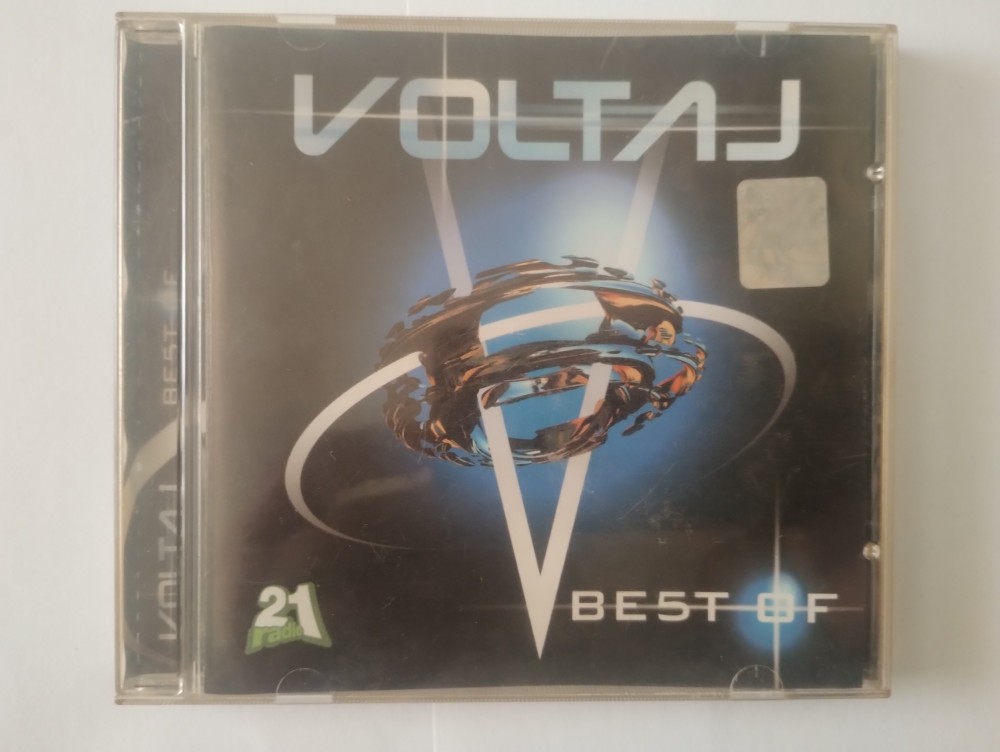 VOLTAJ
BEST OF
21
radio
VOLTAJ BEST OF